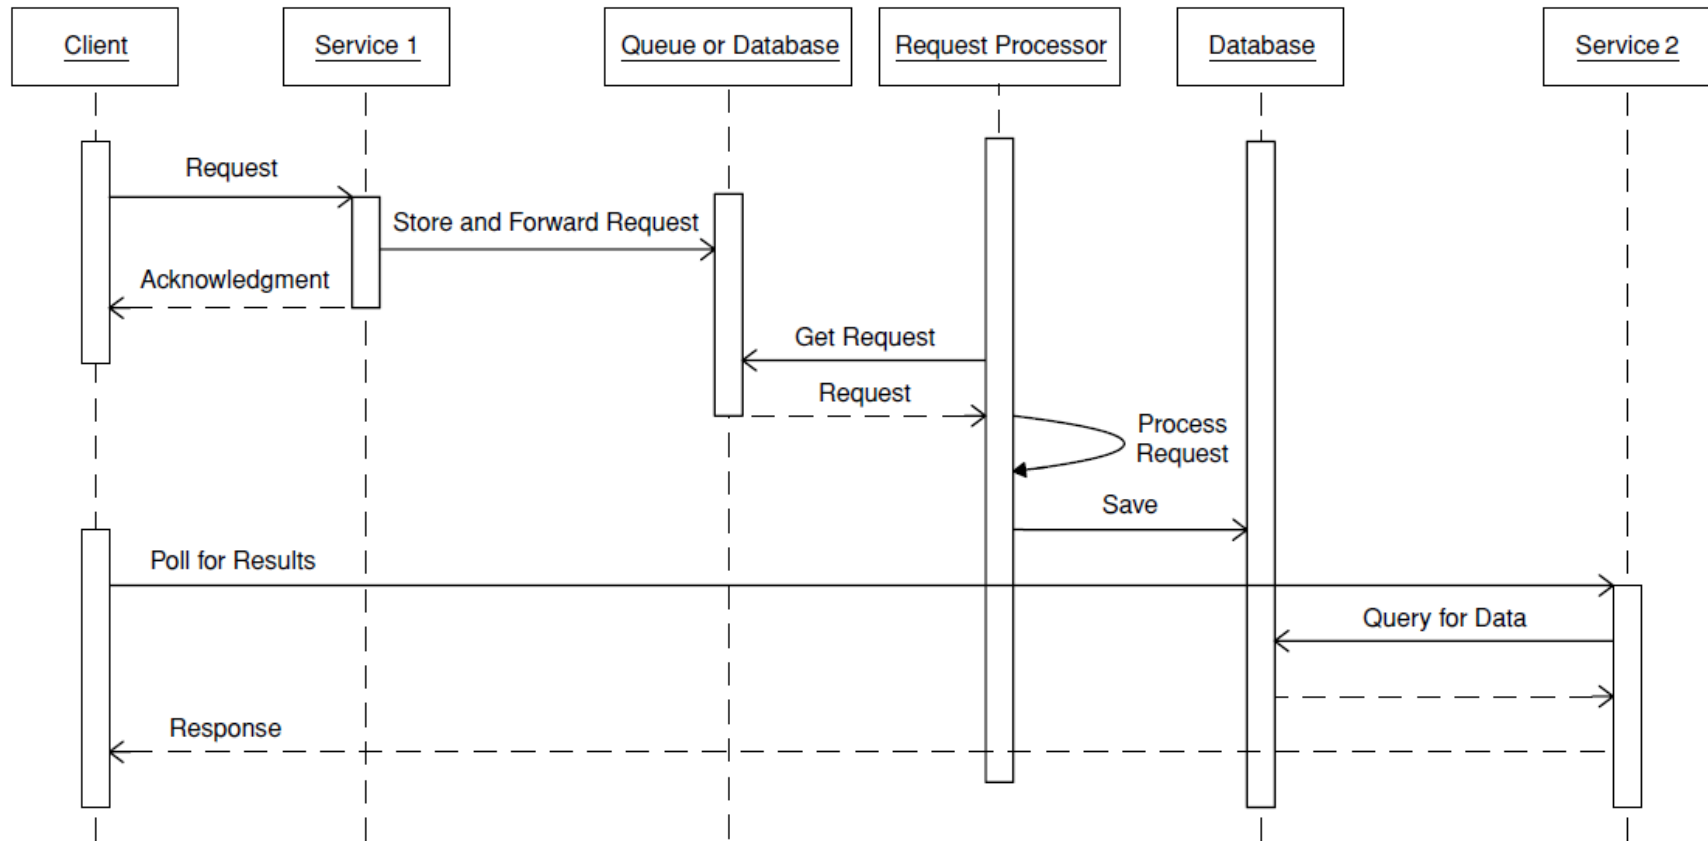 Client
Service 1
Queue or Database
Request Processor
Database
Service 2
Request
Store and Forward Request
Acknowledgment
Get Request
Request
Process
Request
Save
Poll for Results
Query for Data
Response